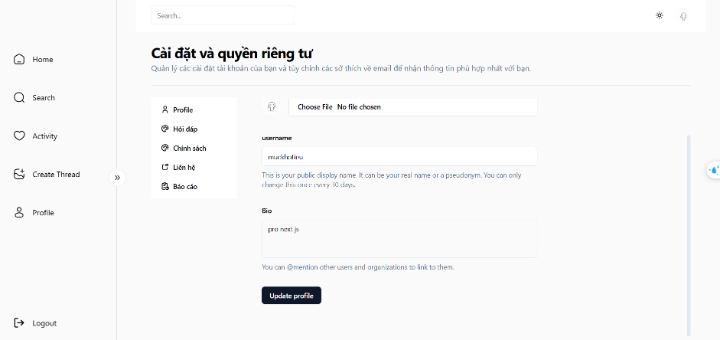 Search...
Home
Search
Activity
Create Thread
Profile
Logout
Cài đặt và quyền riêng tư
Quản lý các cài đặt tài khoản của bạn và tùy chỉnh các sở thích về email để nhận thông tin phù hợp nhất với bạn.
Profile
Hỏi đáp
Chính sách
Liên hệ
Báo cáo
Choose File No file chosen
username
This is your public display name. It can be your real name or a pseudonym. You can only
change this once every 30 days.
Bio
pro next js
You can @mention other users and organizations to link to them.
Update profile